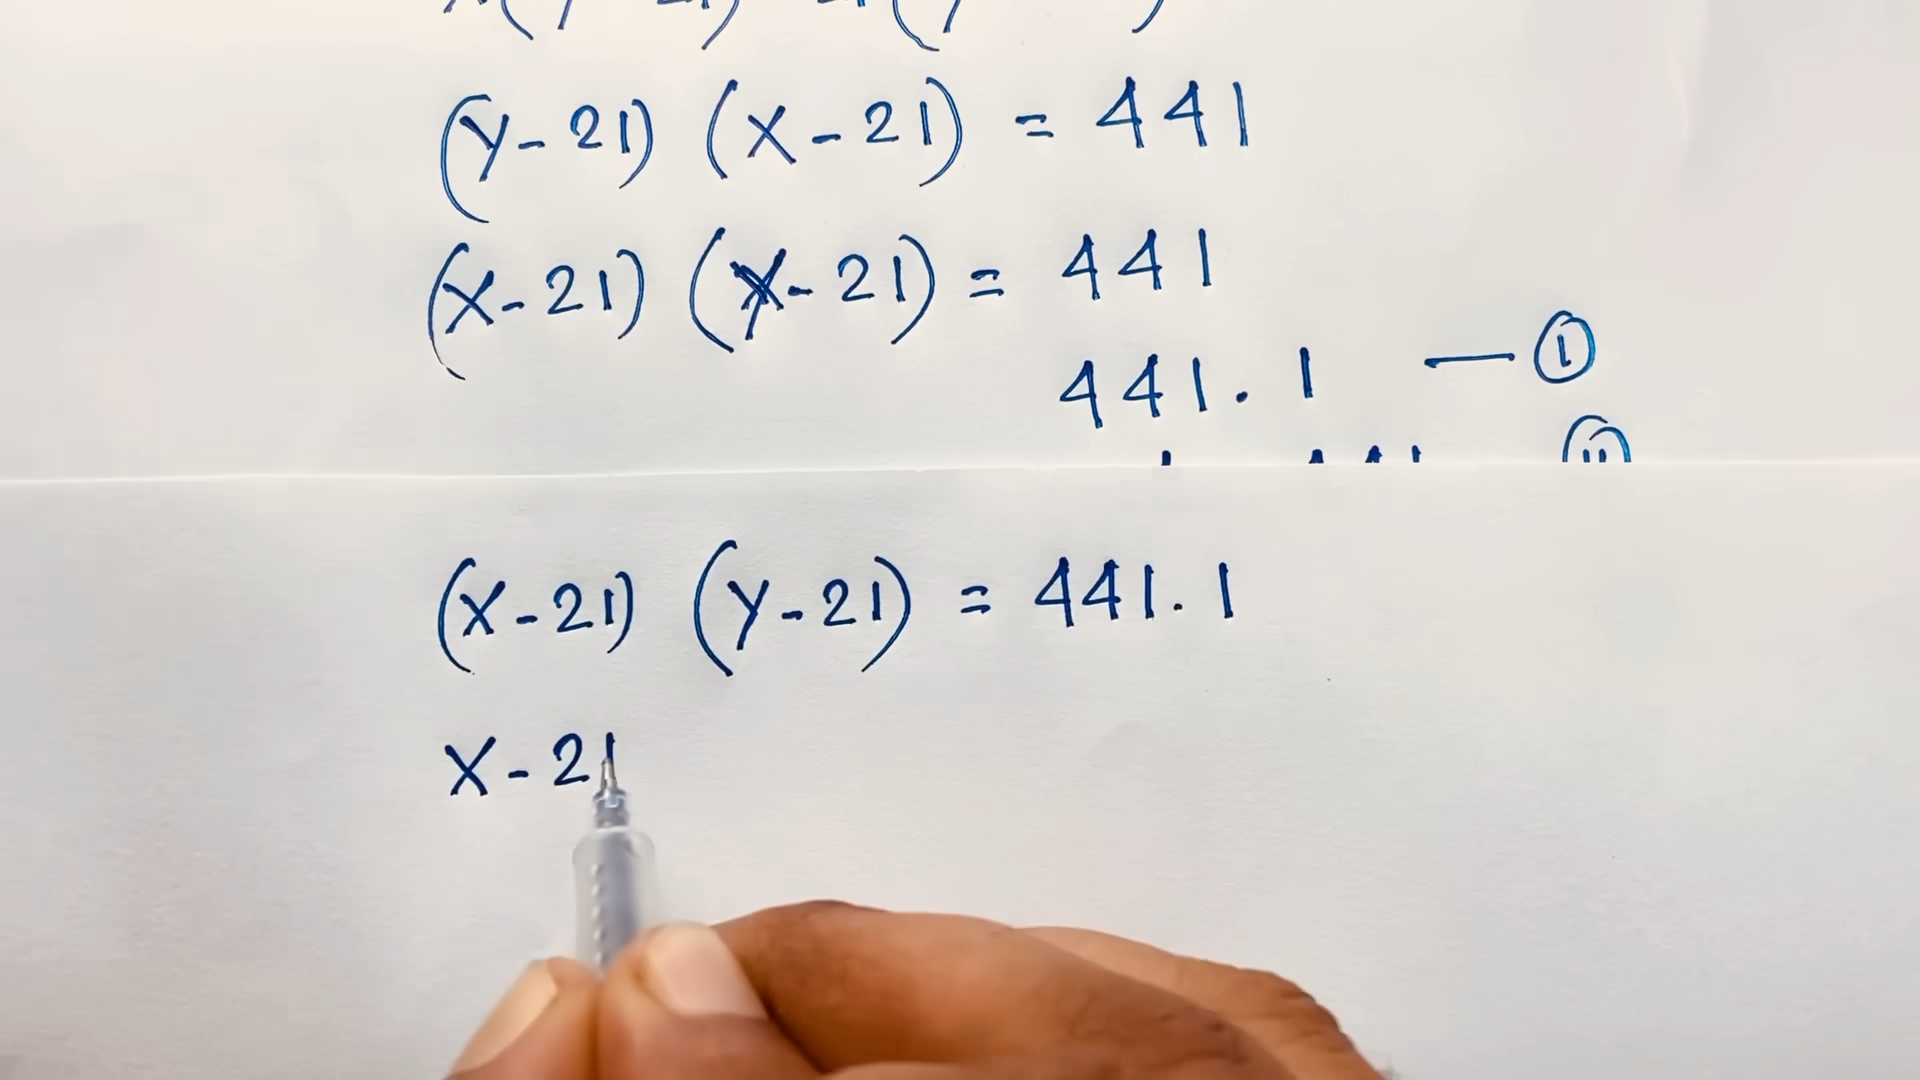 (y-21) (x-21) = 441
(x-21) (y-21) = 441
441.1 — ①
(x-21) (y-21) = 441.1
x-21